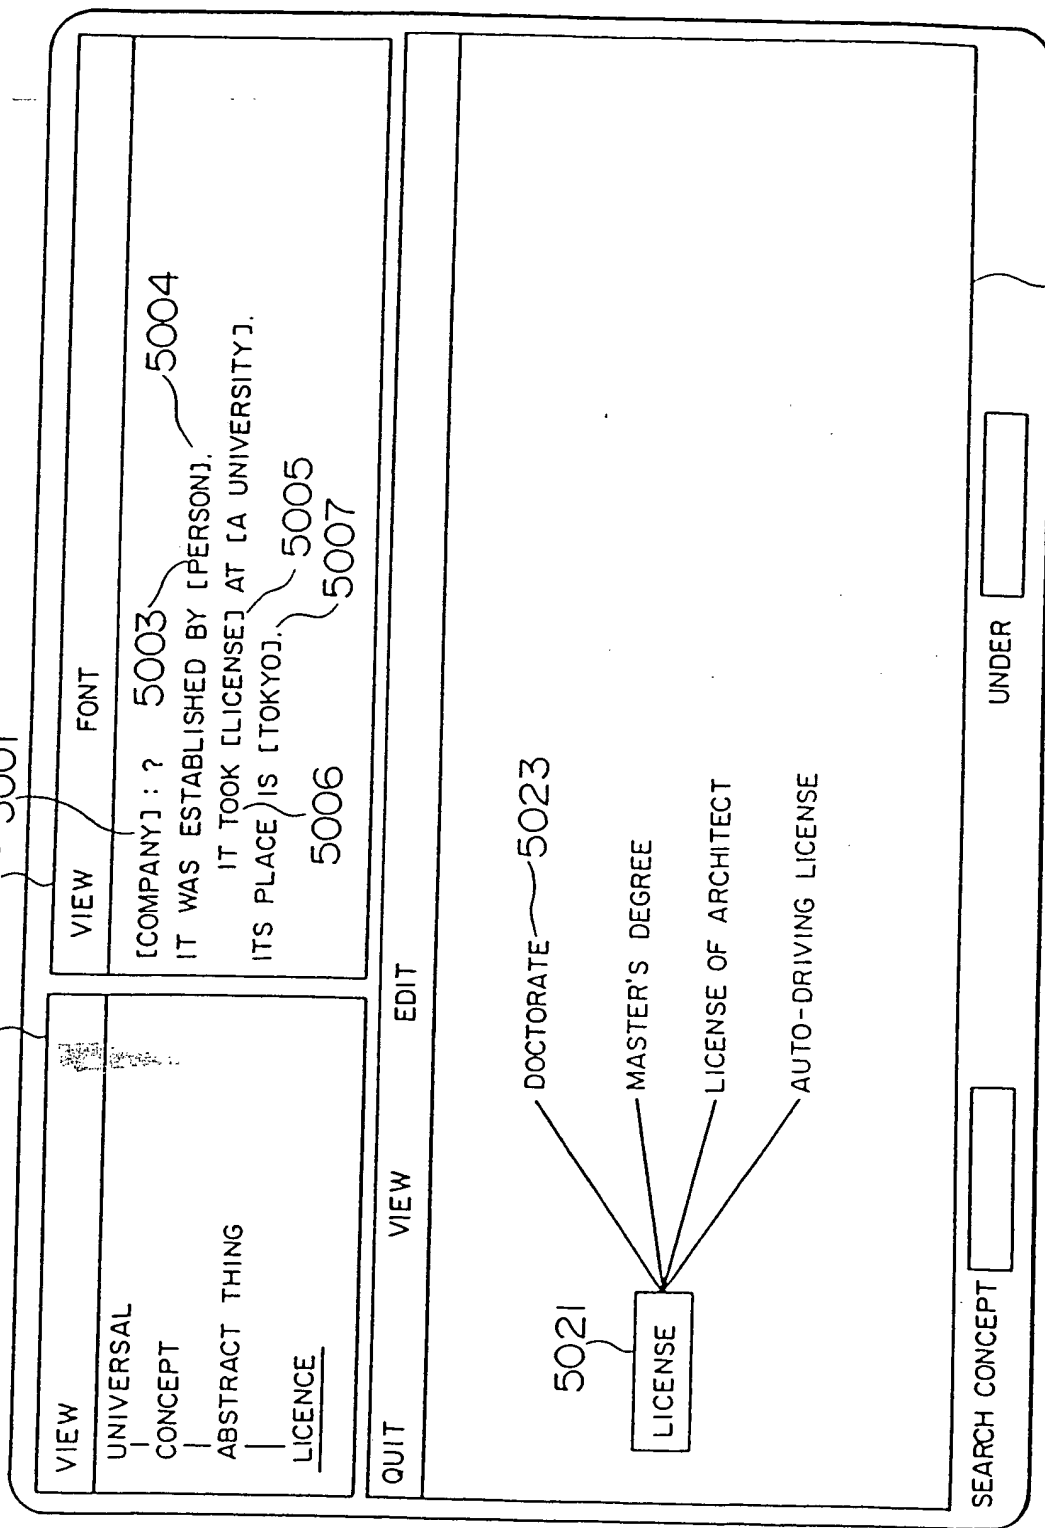 VIEW
UNIVERSAL
CONCEPT
ABSTRACT THING
LICENCE
VIEW FONT
5001
[COMPANY] : ? 5003 5004
IT WAS ESTABLISHED BY [PERSON].
IT TOOK [LICENSE] AT [A UNIVERSITY].
5005
ITS PLACE IS [TOKYO].
5006 5007
QUIT VIEW EDIT
5021
LICENSE
DOCTORATE 5023
MASTER'S DEGREE
LICENSE OF ARCHITECT
AUTO-DRIVING LICENSE
SEARCH CONCEPT UNDER